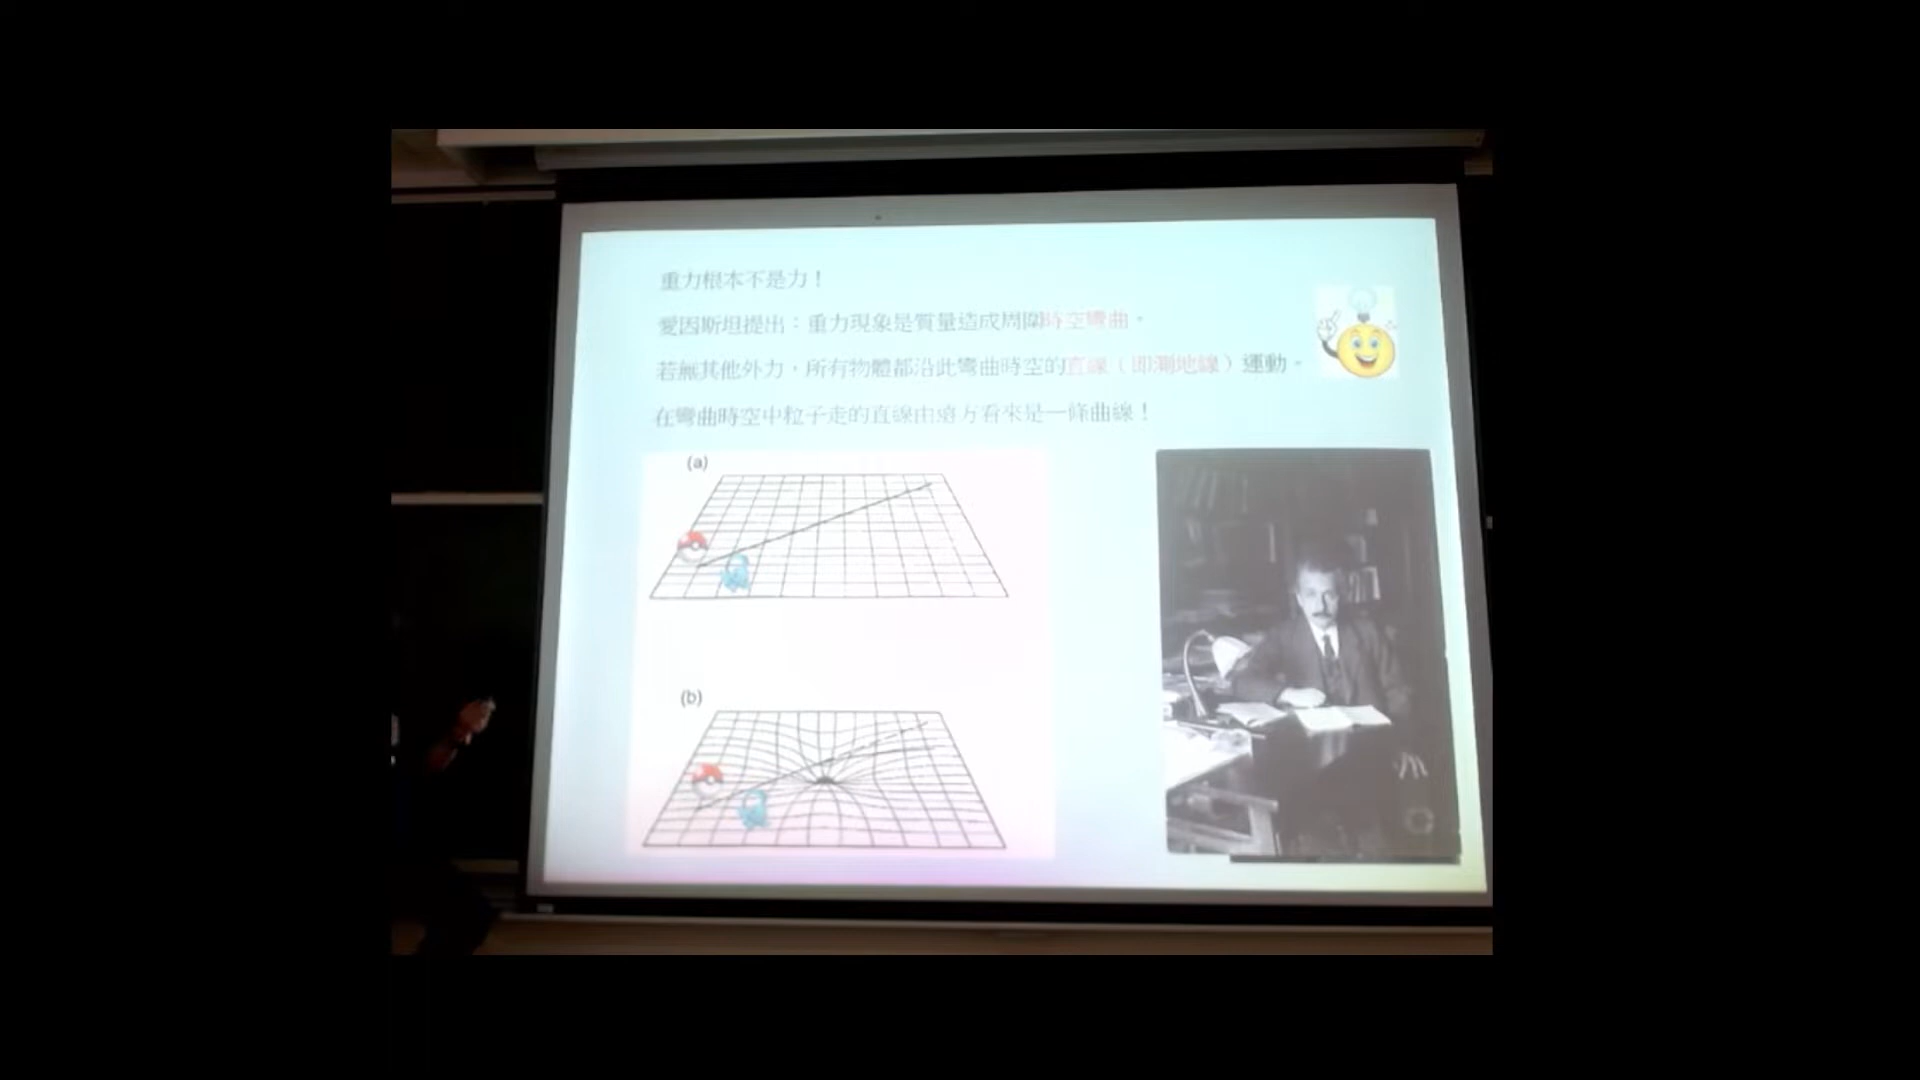 重力根本不是力！
愛因斯坦提出：重力現象是質量造成周圍時空彎曲。
若無其他外力，所有物體都沿此彎曲時空的直線（即測地線）運動。
在彎曲時空中粒子走的直線由遠方看來是一條曲線！
(a)
(b)